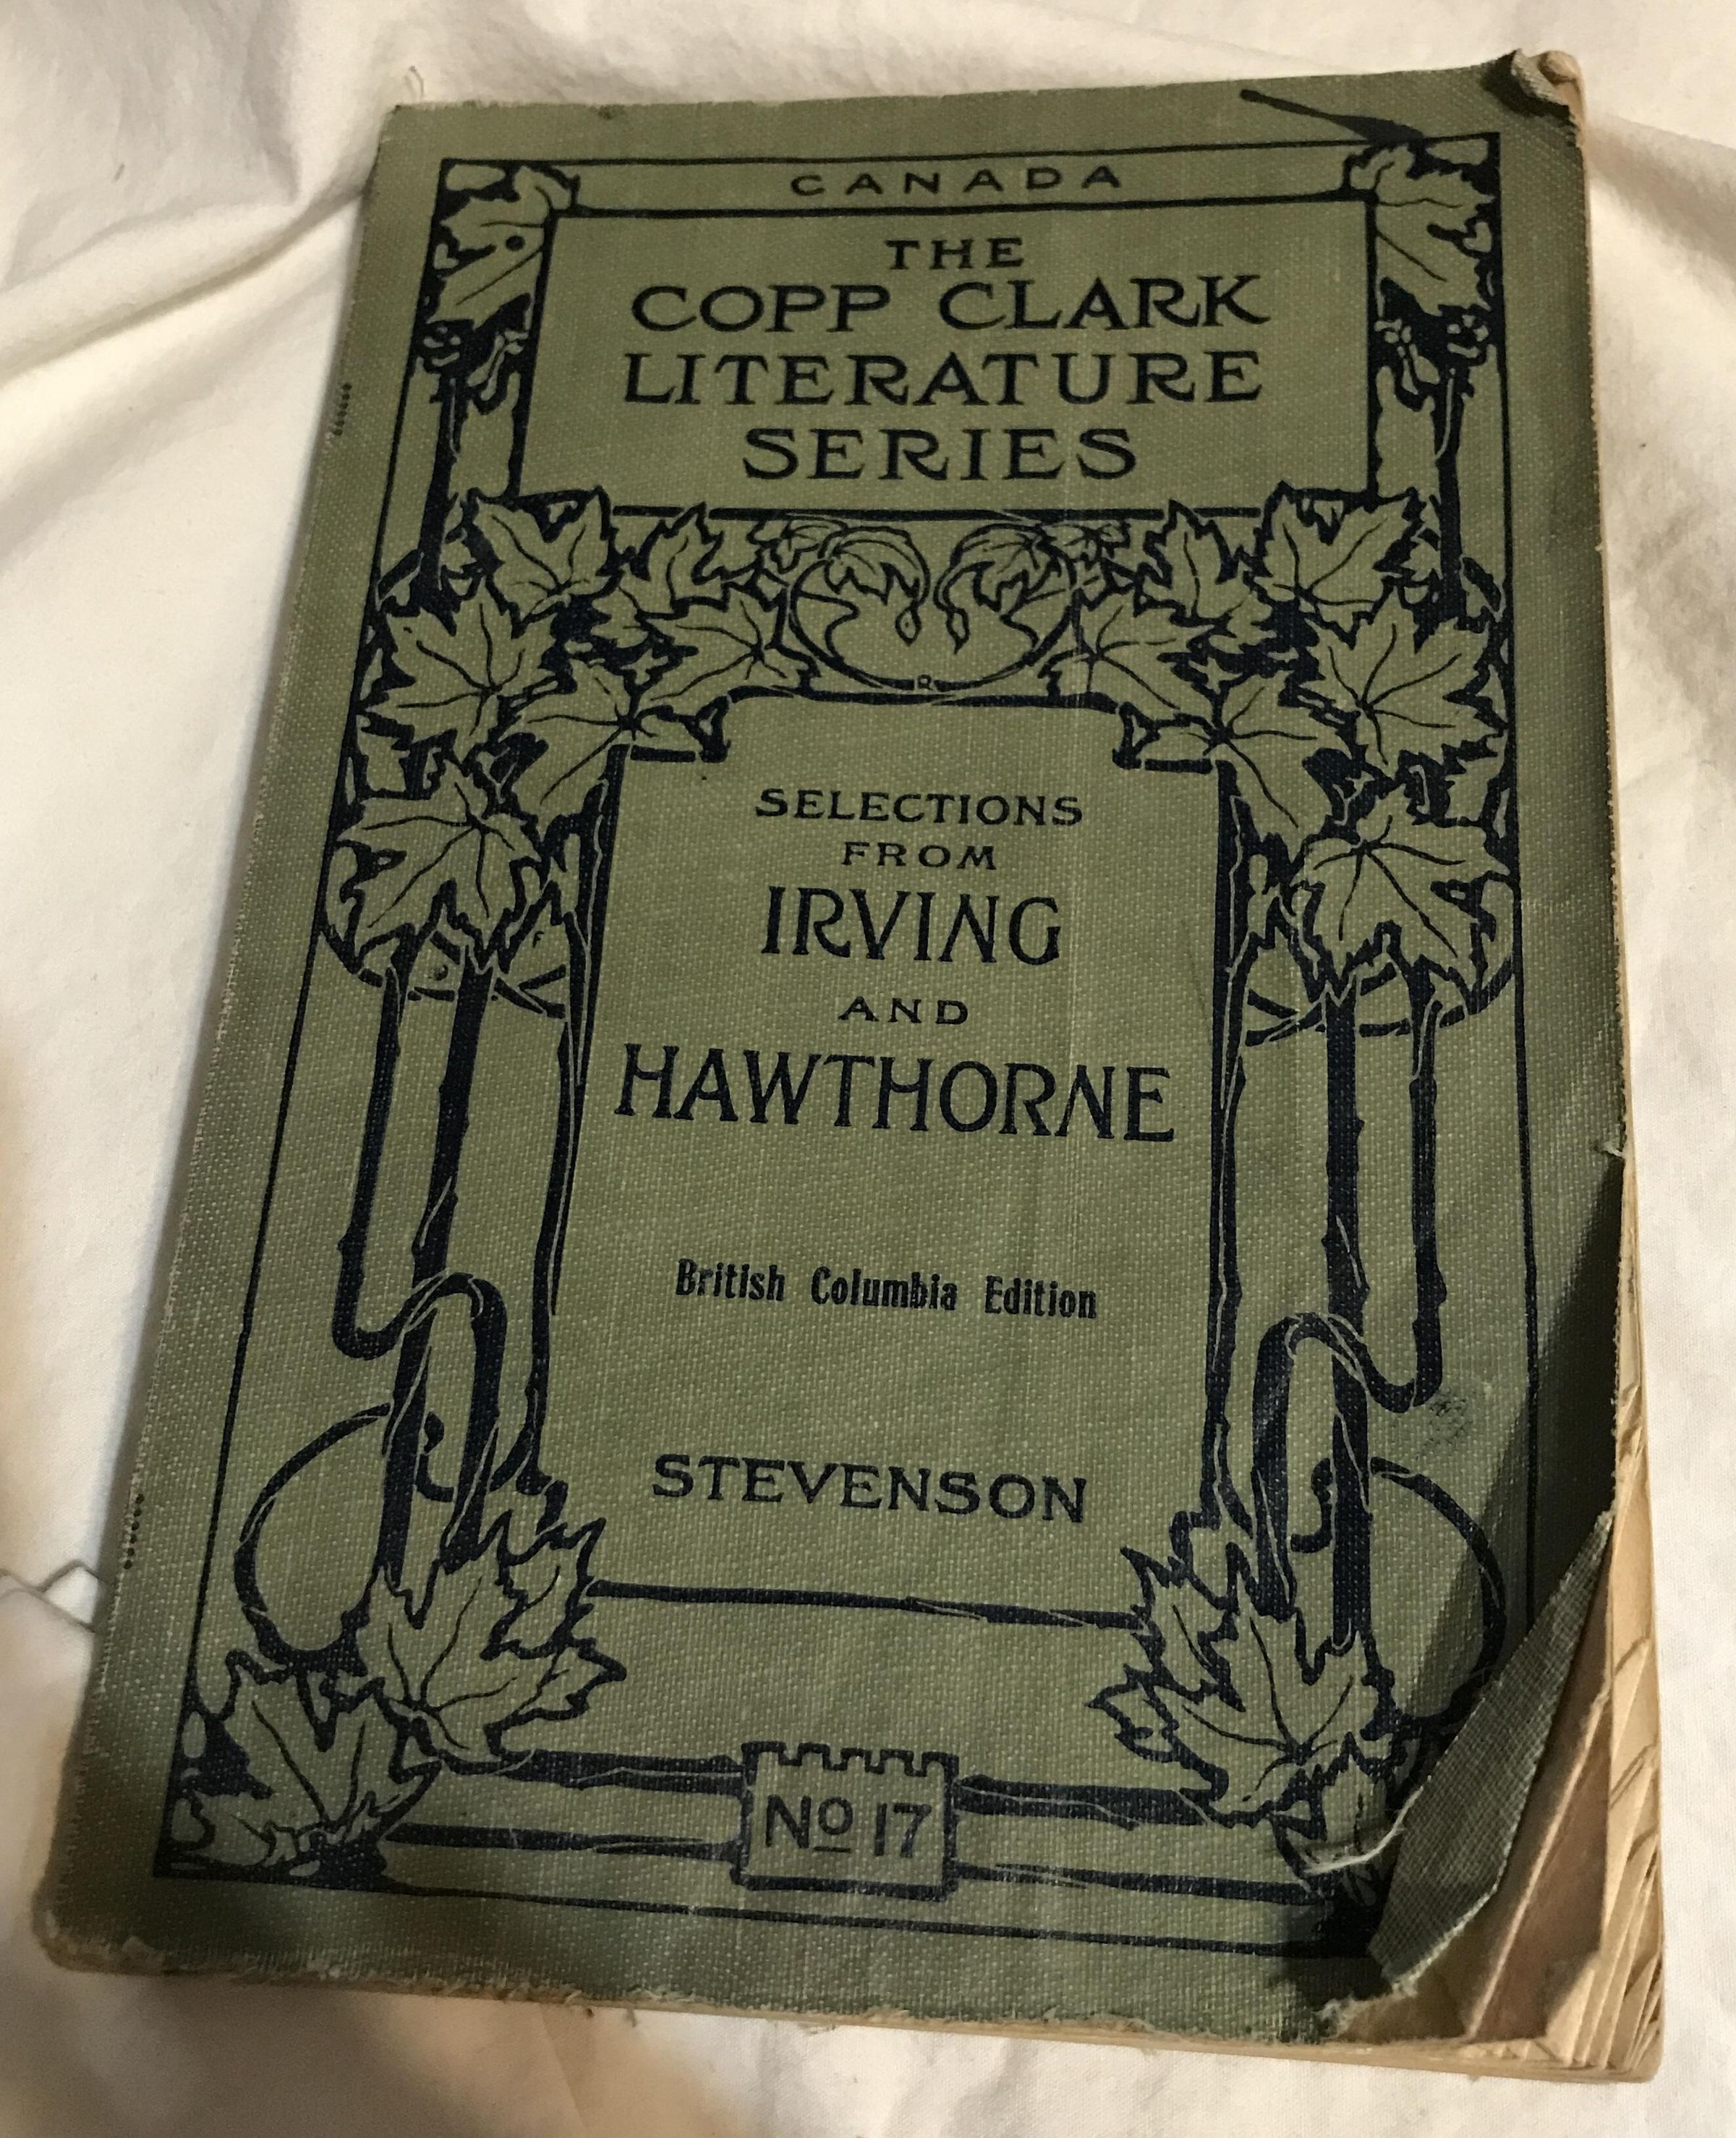 CANADA
THE
COPP CLARK
LITERATURE
SERIES
SELECTIONS
FROM
IRVING
AND
HAWTHORNE
British Columbia Edition
STEVENSON
No 17